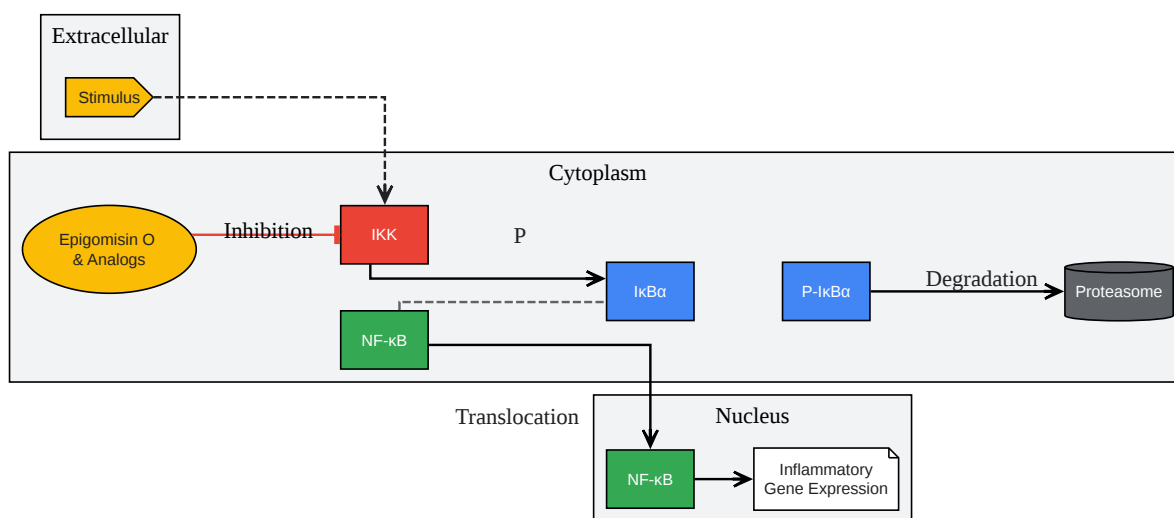 Extracellular
Stimulus
Cytoplasm
Epigomisin O
& Analogs
Inhibition
IKK
P
IκBα
P-IκBα
Degradation
Proteasome
NF-κB
Translocation
Nucleus
NF-κB
Inflammatory
Gene Expression